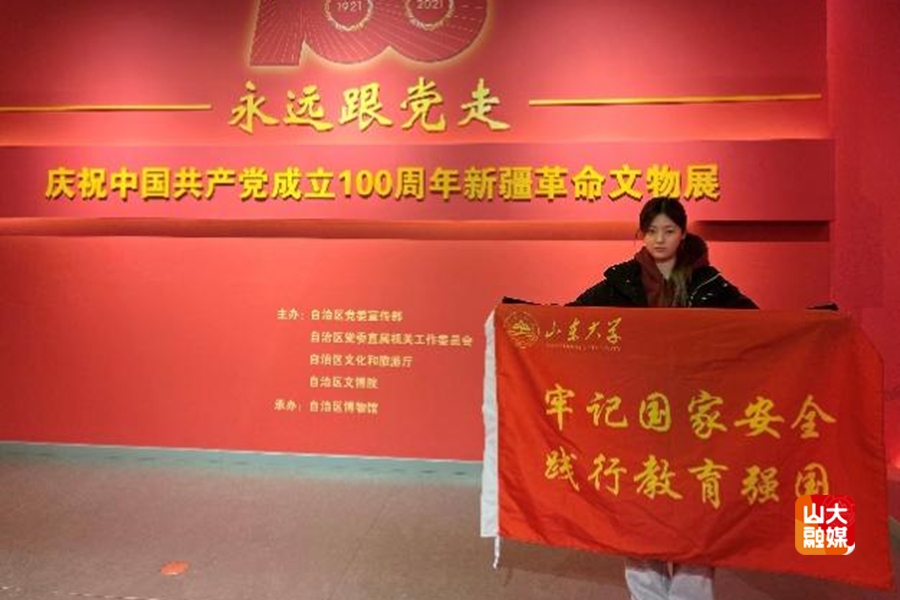 1921 2021
永远跟党走
庆祝中国共产党成立100周年新疆革命文物展
主办：自治区党委宣传部
自治区党委直属机关工作委员会
自治区文化和旅游厅
自治区文博院
承办：自治区博物馆
山东大学
牢记国家安全
践行教育强国
山大
融媒